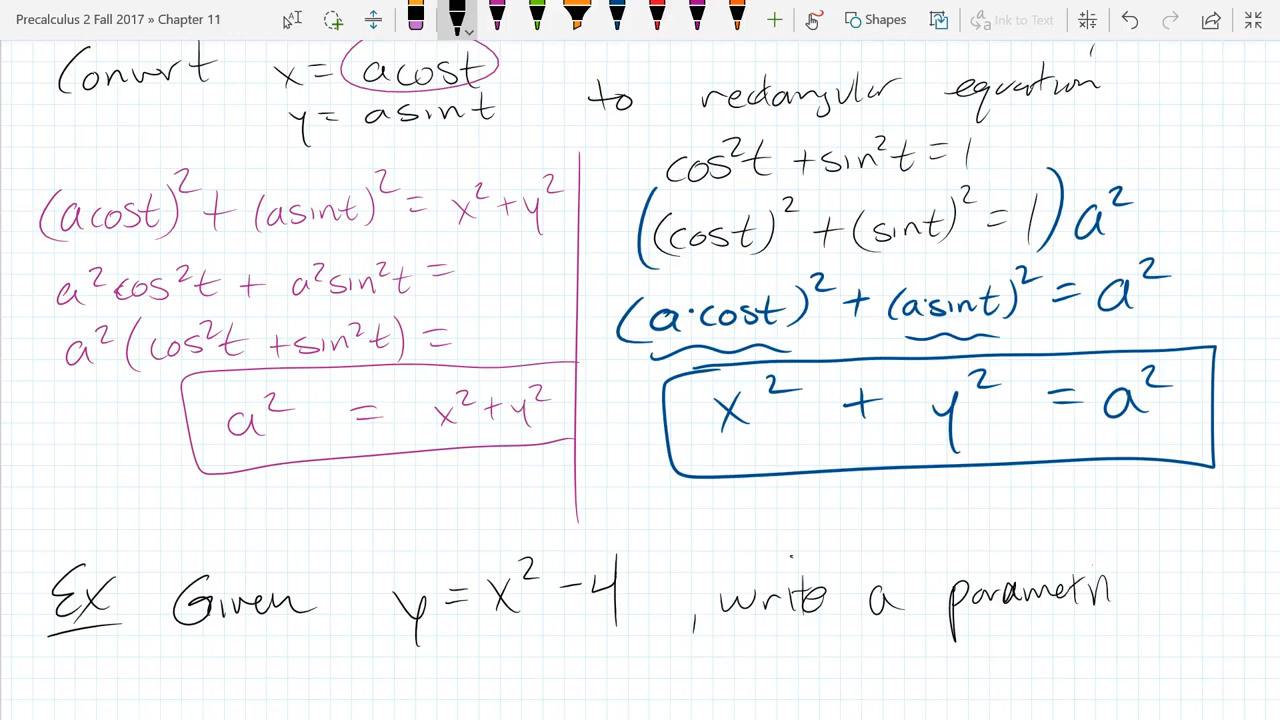 Precalculus 2 Fall 2017 » Chapter 11
Shapes
Ink to Text
Convert x = acost
y = asint
to rectangular equation
(acost)² + (asint)² = x² + y²
a²cos²t + a²sin²t =
a²(cos²t + sin²t) =
a² = x² + y²
cos²t + sin²t = 1
((cost)² + (sint)² = 1) a²
(a·cost)² + (a·sint)² = a²
x² + y² = a²
Ex Given y = x² - 4 , write a parametri